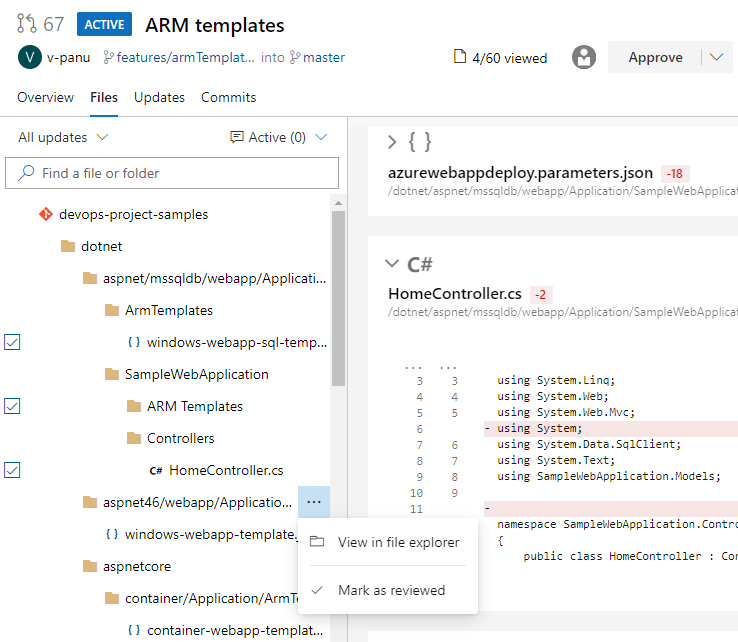 67 ACTIVE ARM templates
V v-panu features/armTemplat... into master 4/60 viewed Approve
Overview Files Updates Commits
All updates Active (0)
Find a file or folder
devops-project-samples
dotnet
aspnet/mssqldb/webapp/Applicati...
ArmTemplates
{ } windows-webapp-sql-temp...
SampleWebApplication
ARM Templates
Controllers
C# HomeController.cs
aspnet46/webapp/Applicatio... ...
{ } windows-webapp-template.
aspnetcore
container/Application/ArmT
{ } container-webapp-templat...
View in file explorer
Mark as reviewed
{ }
azurewebappdeploy.parameters.json -18
/dotnet/aspnet/mssqldb/webapp/Application/SampleWebApplicat
C#
HomeController.cs -2
/dotnet/aspnet/mssqldb/webapp/Application/SampleWebApplicat
... ...
3 3 using System.Linq;
4 4 using System.Web;
5 5 using System.Web.Mvc;
6 - using System;
7 6 using System.Data.SqlClient;
8 7 using System.Text;
9 8 using SampleWebApplication.Models;
10 9
11 -
namespace SampleWebApplication.Contro
{
public class HomeController : Con